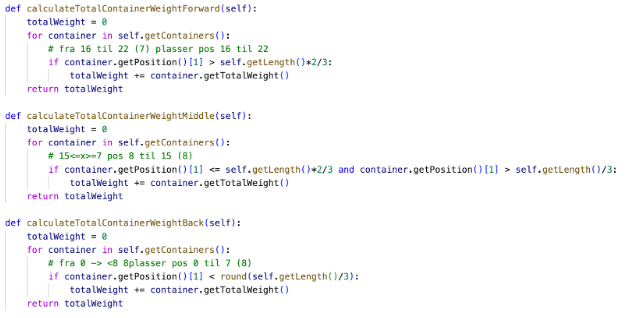 def calculateTotalContainerWeightForward(self):
    totalWeight = 0
    for container in self.getContainers():
        # fra 16 til 22 (7) plasser pos 16 til 22
        if container.getPosition()[1] > self.getLength()*2/3:
            totalWeight += container.getTotalWeight()
    return totalWeight

def calculateTotalContainerWeightMiddle(self):
    totalWeight = 0
    for container in self.getContainers():
        # 15<=x>=7 pos 8 til 15 (8)
        if container.getPosition()[1] <= self.getLength()*2/3 and container.getPosition()[1] > self.getLength()/3:
            totalWeight += container.getTotalWeight()
    return totalWeight

def calculateTotalContainerWeightBack(self):
    totalWeight = 0
    for container in self.getContainers():
        # fra 0 -> <8 8plasser pos 0 til 7 (8)
        if container.getPosition()[1] < round(self.getLength()/3):
            totalWeight += container.getTotalWeight()
    return totalWeight